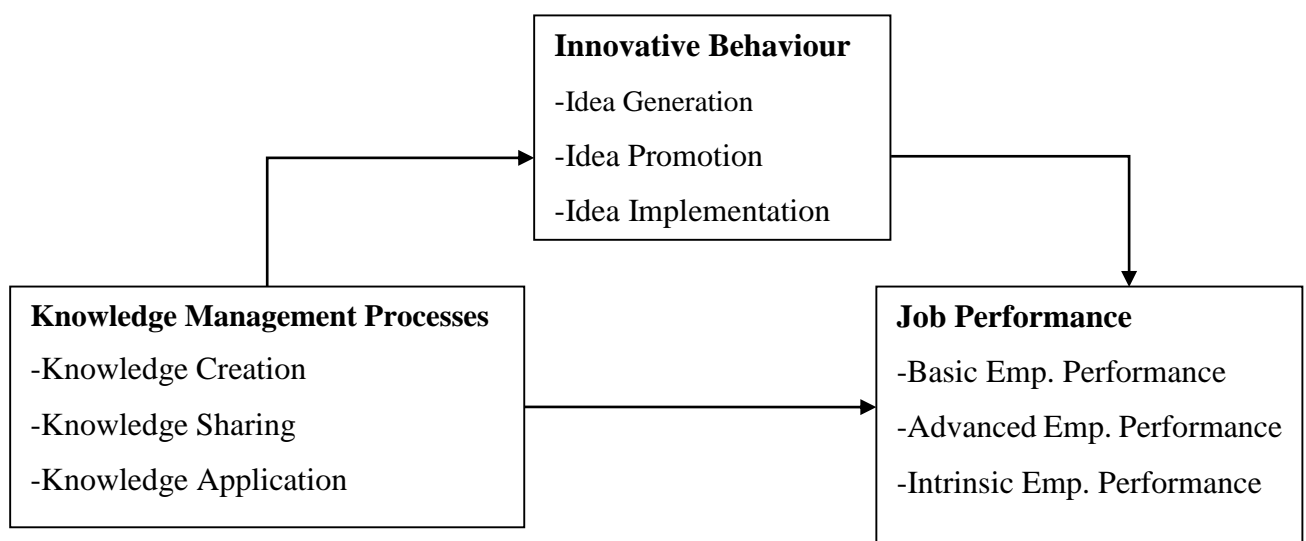 Innovative Behaviour
-Idea Generation
-Idea Promotion
-Idea Implementation
Knowledge Management Processes
-Knowledge Creation
-Knowledge Sharing
-Knowledge Application
Job Performance
-Basic Emp. Performance
-Advanced Emp. Performance
-Intrinsic Emp. Performance